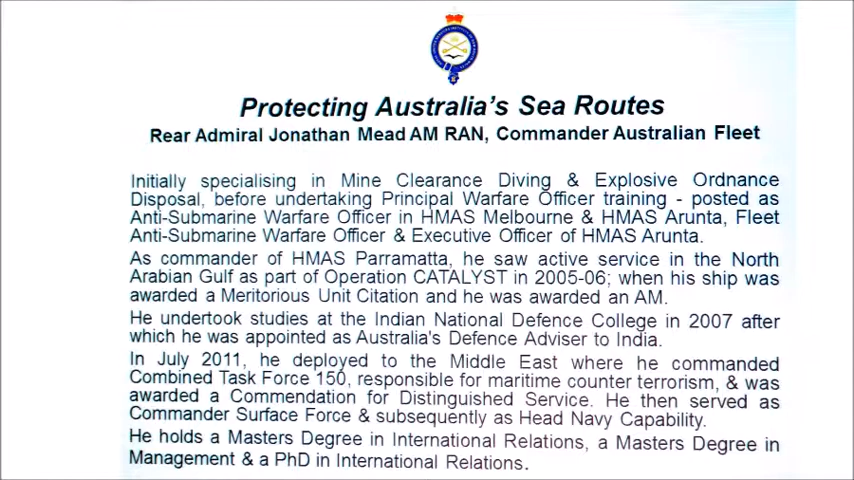 Protecting Australia's Sea Routes
Rear Admiral Jonathan Mead AM RAN, Commander Australian Fleet
Initially specialising in Mine Clearance Diving & Explosive Ordnance
Disposal, before undertaking Principal Warfare Officer training - posted as
Anti-Submarine Warfare Officer in HMAS Melbourne & HMAS Arunta, Fleet
Anti-Submarine Warfare Officer & Executive Officer of HMAS Arunta.
As commander of HMAS Parramatta, he saw active service in the North
Arabian Gulf as part of Operation CATALYST in 2005-06; when his ship was
awarded a Meritorious Unit Citation and he was awarded an AM.
He undertook studies at the Indian National Defence College in 2007 after
which he was appointed as Australia's Defence Adviser to India.
In July 2011, he deployed to the Middle East where he commanded
Combined Task Force 150, responsible for maritime counter terrorism, & was
awarded a Commendation for Distinguished Service. He then served as
Commander Surface Force & subsequently as Head Navy Capability.
He holds a Masters Degree in International Relations, a Masters Degree in
Management & a PhD in International Relations.